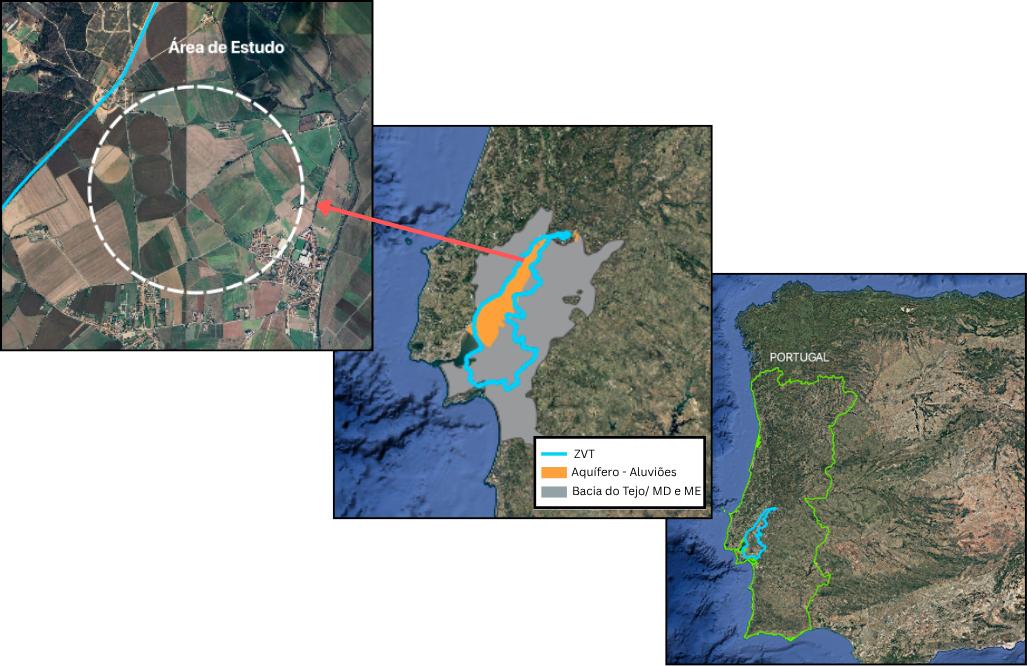 Área de Estudo
PORTUGAL
ZVT
Aquífero - Aluviões
Bacia do Tejo/ MD e ME